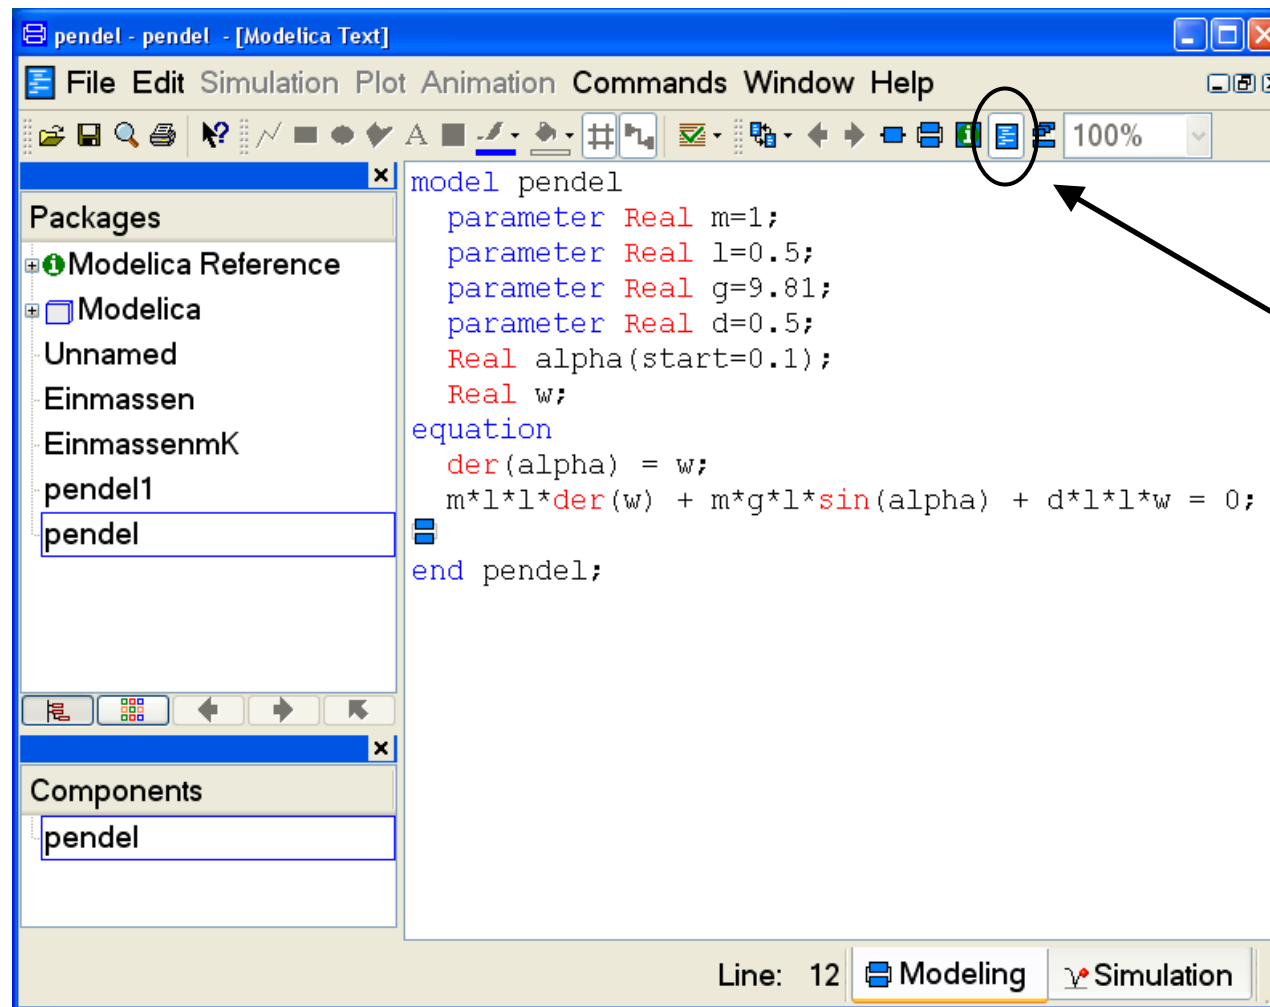 pendel - pendel - [Modelica Text]
File Edit Simulation Plot Animation Commands Window Help
A 100%
Packages
Modelica Reference
Modelica
Unnamed
Einmassen
EinmassenmK
pendel1
pendel
model pendel
parameter Real m=1;
parameter Real l=0.5;
parameter Real g=9.81;
parameter Real d=0.5;
Real alpha(start=0.1);
Real w;
equation
der(alpha) = w;
m*l*l*der(w) + m*g*l*sin(alpha) + d*l*l*w = 0;
end pendel;
Components
pendel
Line: 12 Modeling Simulation